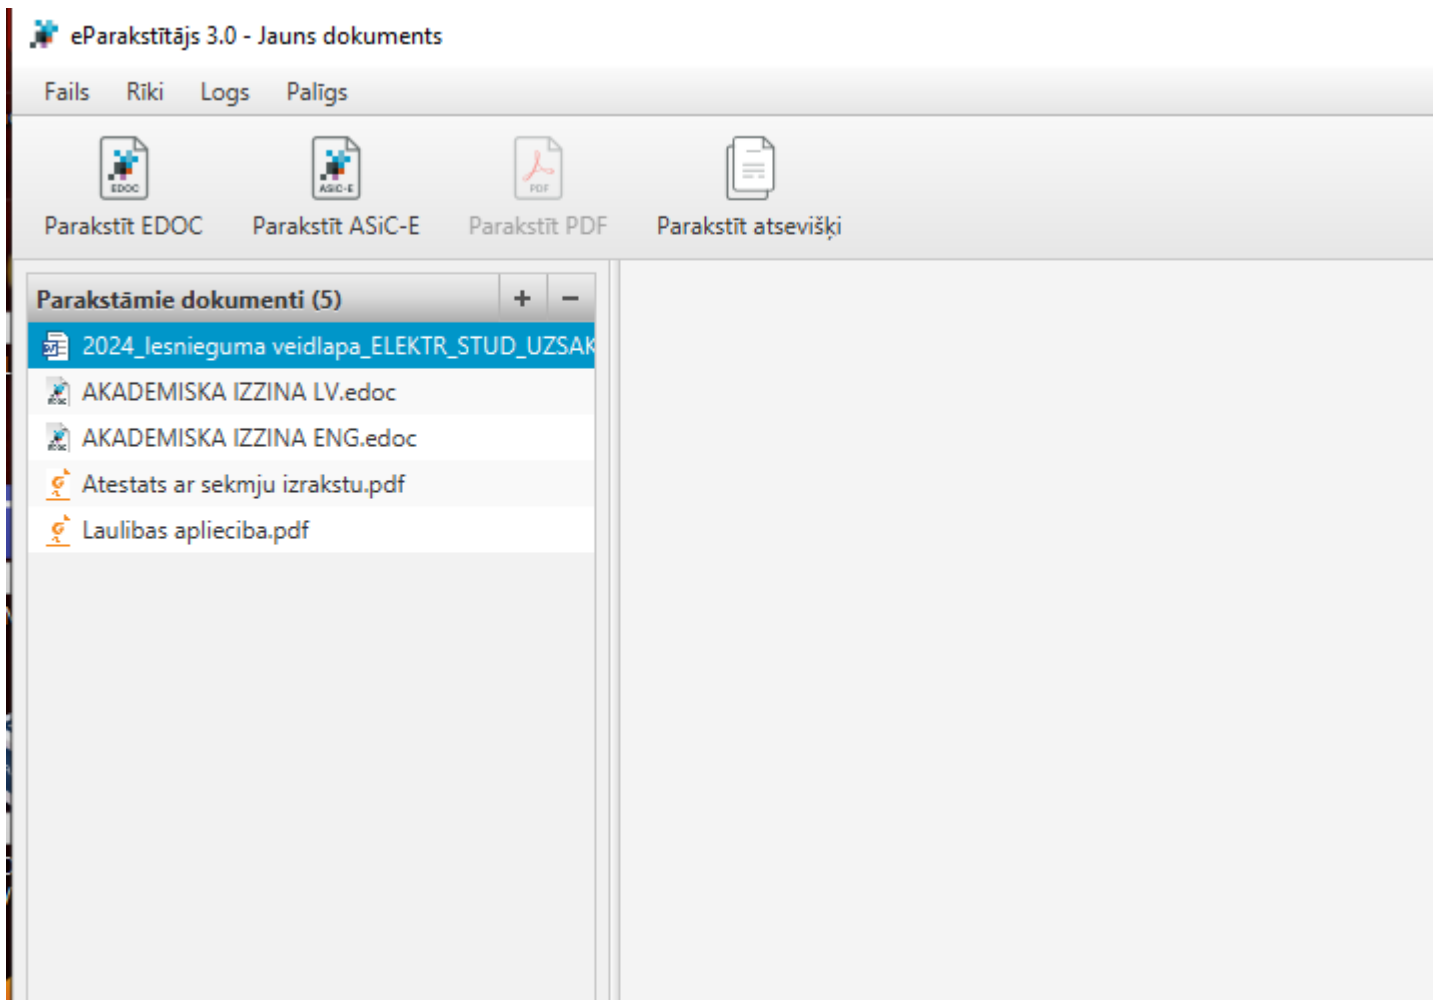 eParakstītājs 3.0 - Jauns dokuments
Fails Rīki Logs Palīgs
EDOC ASiC-E PDF
Parakstīt EDOC Parakstīt ASiC-E Parakstīt PDF Parakstīt atsevišķi
Parakstāmie dokumenti (5) + −
2024_Iesnieguma veidlapa_ELEKTR_STUD_UZSAK
AKADEMISKA IZZINA LV.edoc
AKADEMISKA IZZINA ENG.edoc
Atestats ar sekmju izrakstu.pdf
Laulibas aplieciba.pdf